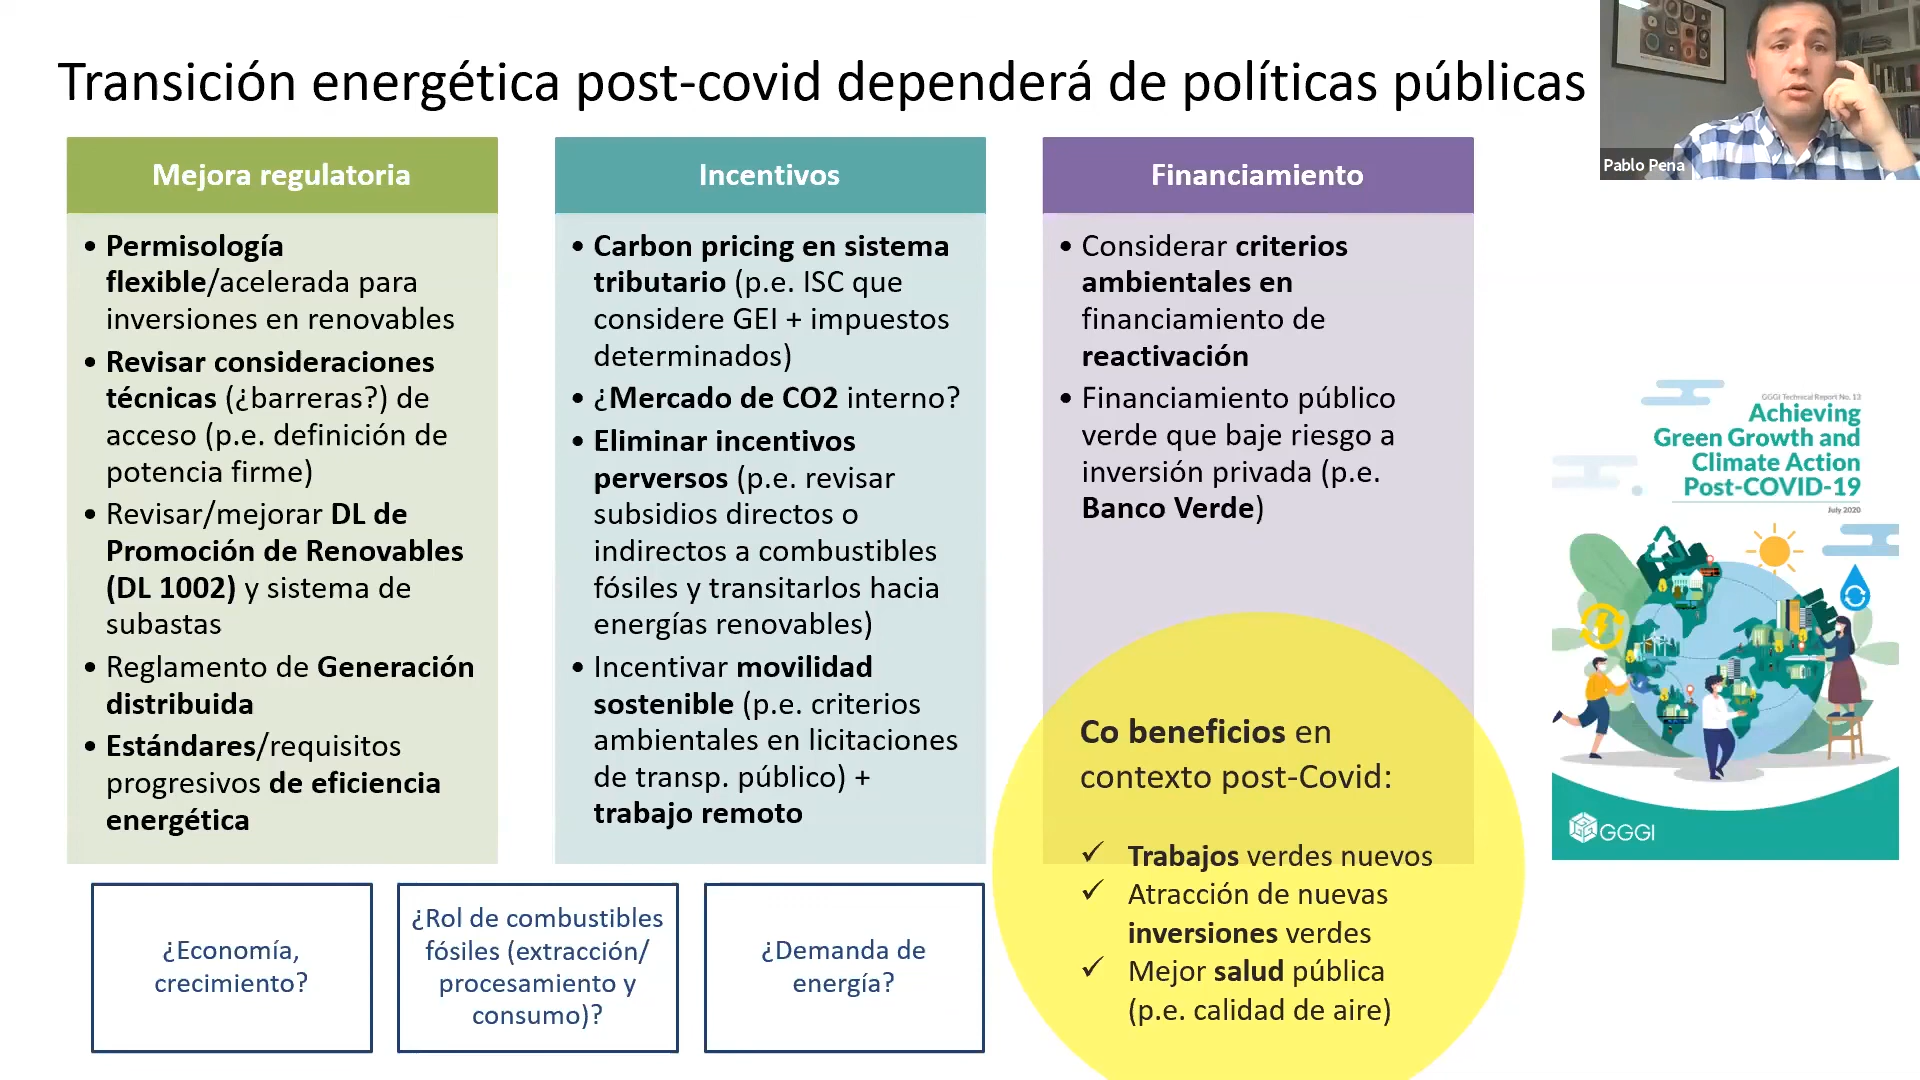 Transición energética post-covid dependerá de políticas públicas
Pablo Pena
Mejora regulatoria
• Permisología
flexible/acelerada para
inversiones en renovables
• Revisar consideraciones
técnicas (¿barreras?) de
acceso (p.e. definición de
potencia firme)
• Revisar/mejorar DL de
Promoción de Renovables
(DL 1002) y sistema de
subastas
• Reglamento de Generación
distribuida
• Estándares/requisitos
progresivos de eficiencia
energética
Incentivos
• Carbon pricing en sistema
tributario (p.e. ISC que
considere GEI + impuestos
determinados)
• ¿Mercado de CO2 interno?
• Eliminar incentivos
perversos (p.e. revisar
subsidios directos o
indirectos a combustibles
fósiles y transitarlos hacia
energías renovables)
• Incentivar movilidad
sostenible (p.e. criterios
ambientales en licitaciones
de transp. público) +
trabajo remoto
Financiamiento
• Considerar criterios
ambientales en
financiamiento de
reactivación
• Financiamiento público
verde que baje riesgo a
inversión privada (p.e.
Banco Verde)
Co beneficios en
contexto post-Covid:
✓ Trabajos verdes nuevos
✓ Atracción de nuevas
inversiones verdes
✓ Mejor salud pública
(p.e. calidad de aire)
¿Economía,
crecimiento?
¿Rol de combustibles
fósiles (extracción/
procesamiento y
consumo)?
¿Demanda de
energía?
GGGI Technical Report No. 13
Achieving
Green Growth and
Climate Action
Post-COVID-19
July 2020
GGGI